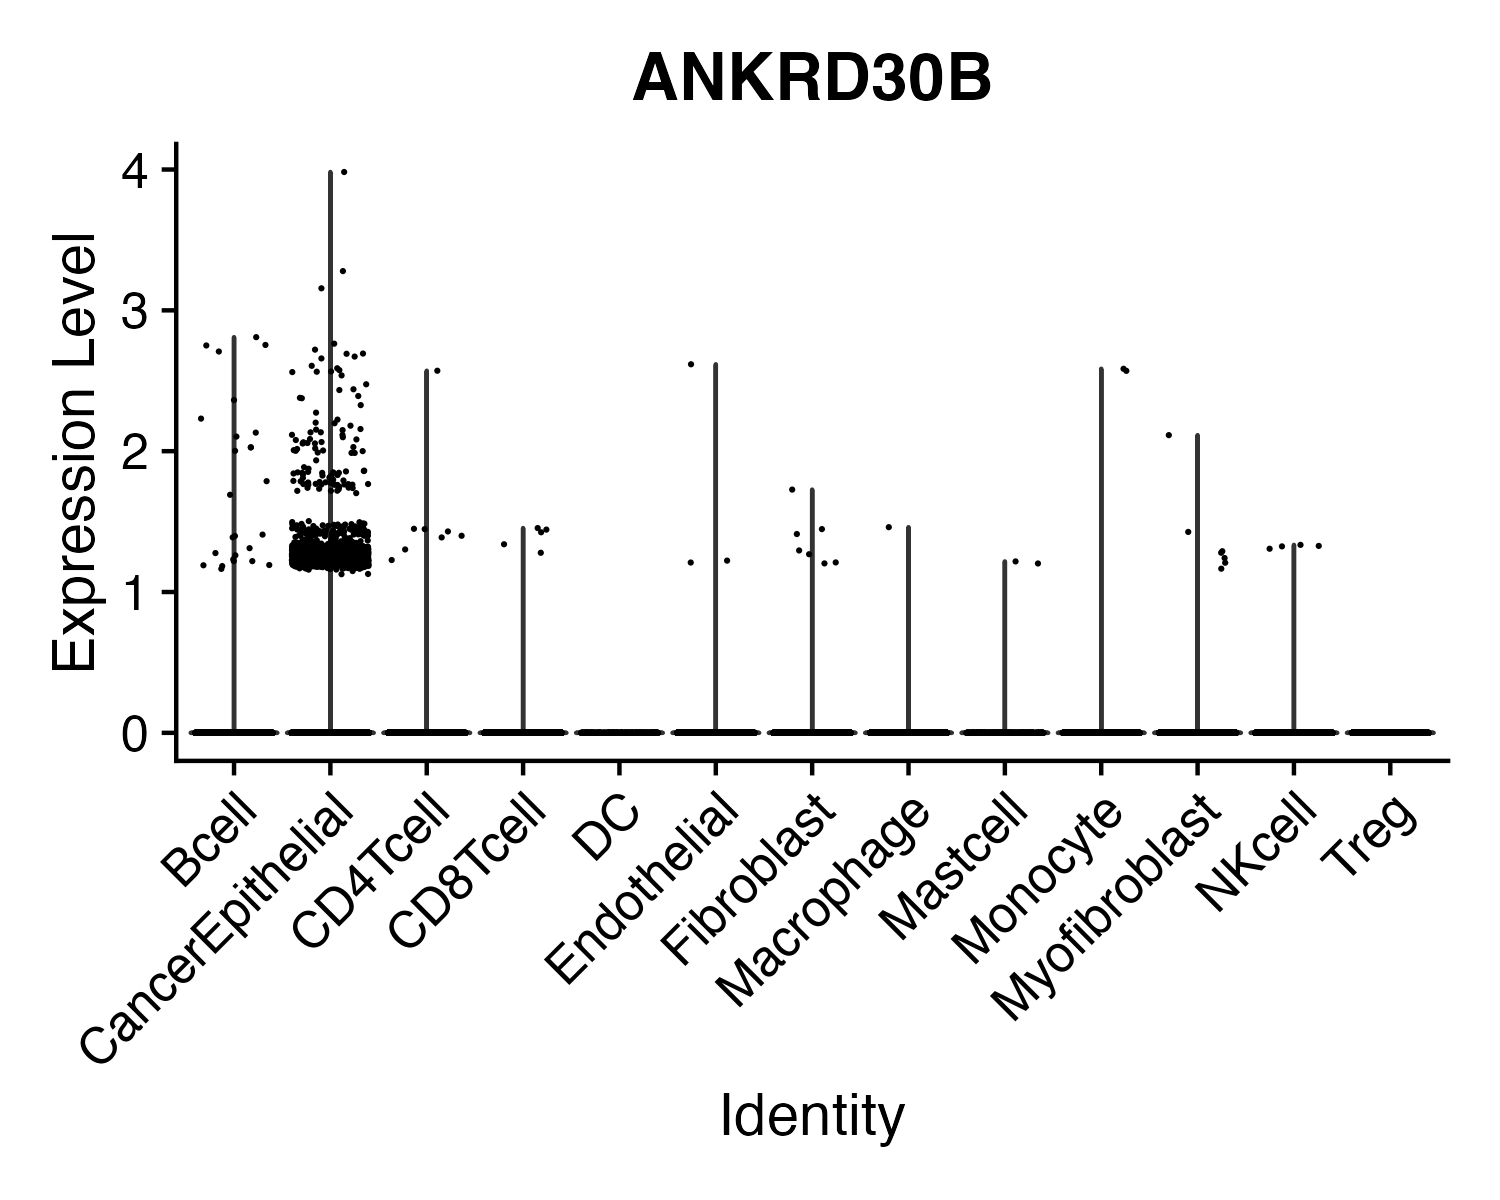 ANKRD30B
Expression Level
4
3
2
1
0
Bcell
CancerEpithelial
CD4Tcell
CD8Tcell
DC
Endothelial
Fibroblast
Macrophage
Mastcell
Monocyte
Myofibroblast
NKcell
Treg
Identity